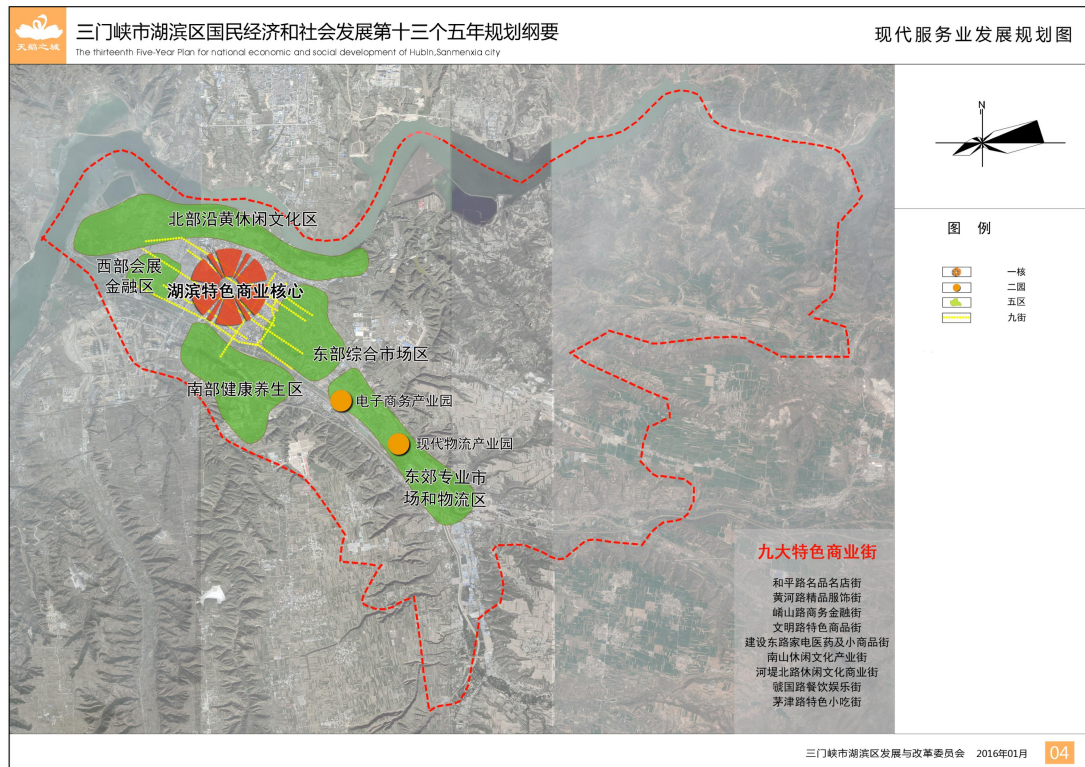 天鹅之城
三门峡市湖滨区国民经济和社会发展第十三个五年规划纲要
The thirteenth Five-Year Plan for national economic and social development of HubIn,Sanmenxia city
现代服务业发展规划图
N
北部沿黄休闲文化区
西部会展
金融区
湖滨特色商业核心
东部综合市场区
南部健康养生区
电子商务产业园
现代物流产业园
东郊专业市
场和物流区
图 例
一核
二园
五区
九街
九大特色商业街
和平路名品名店街
黄河路精品服饰街
崤山路商务金融街
文明路特色商品街
建设东路家电医药及小商品街
南山休闲文化产业街
河堤北路休闲文化商业街
虢国路餐饮娱乐街
茅津路特色小吃街
三门峡市湖滨区发展与改革委员会 2016年01月
04